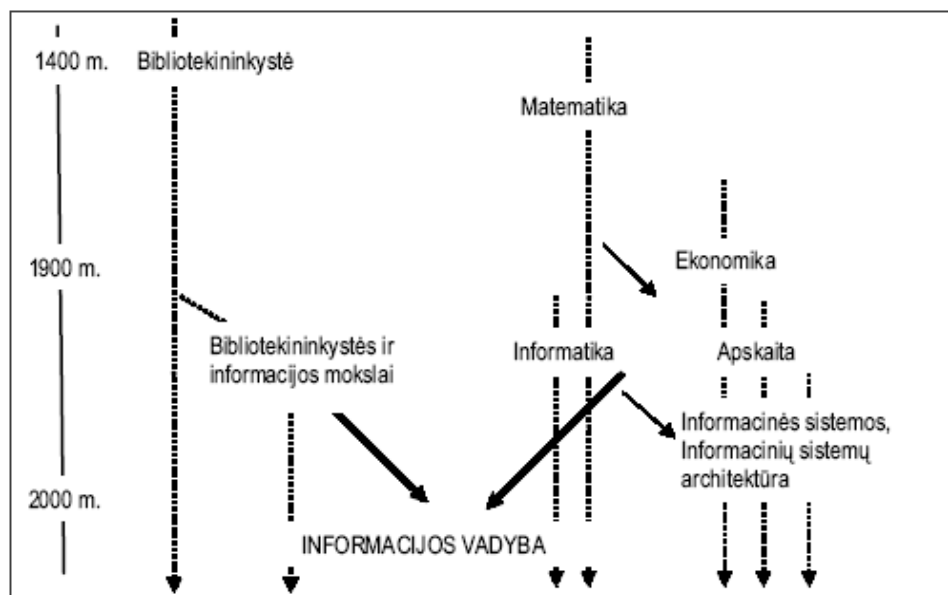 1400 m.
Bibliotekininkystė
Matematika
1900 m.
Ekonomika
Bibliotekininkystės ir
informacijos mokslai
Informatika
Apskaita
Informacinės sistemos,
Informacinių sistemų
architektūra
2000 m.
INFORMACIJOS VADYBA